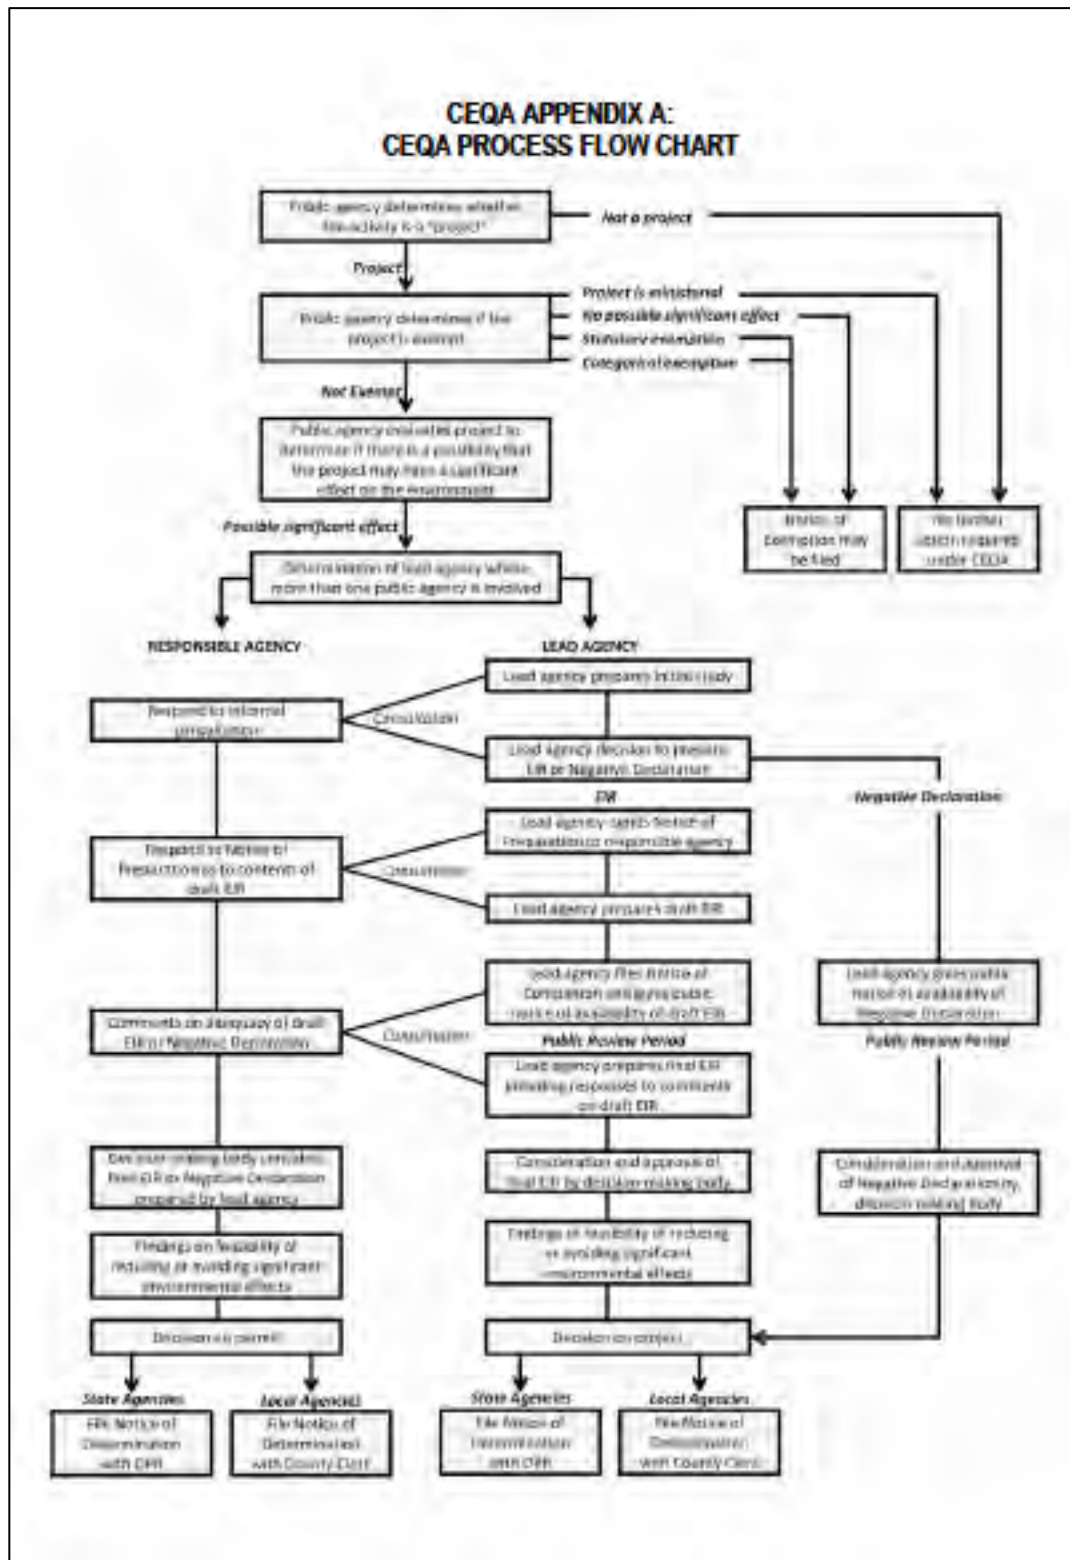 CEQA APPENDIX A:
CEQA PROCESS FLOW CHART
Public agency determines whether
the activity is a "project"
Not a project
Project
Public agency determines if the
project is exempt
Project is ministerial
No possible significant effect
Statutory exemption
Categorical exemption
Not Exempt
Public agency evaluates project to
determine if there is a possibility that
the project may have a significant
effect on the environment
Possible significant effect
Notice of
Exemption may
be filed
No further
action required
under CEQA
Determination of lead agency where
more than one public agency is involved
RESPONSIBLE AGENCY
LEAD AGENCY
Lead agency prepares initial study
Respond to informal
consultation
Consultation
Lead agency decision to prepare
EIR or Negative Declaration
EIR
Negative Declaration
Lead agency sends Notice of
Preparation to responsible agency
Respond to Notice of
Preparation as to contents of
draft EIR
Consultation
Lead agency prepares draft EIR
Lead agency files Notice of
Completion and gives public
notice of availability of draft EIR
Lead agency gives public
notice of availability of
Negative Declaration
Comments on adequacy of draft
EIR or Negative Declaration
Consultation
Public Review Period
Public Review Period
Lead agency prepares final EIR
providing responses to comments
on draft EIR
Decision-making body considers
final EIR or Negative Declaration
prepared by lead agency
Consideration and approval of
final EIR by decision-making body
Consideration and Approval
of Negative Declaration by
decision making Body
Findings on feasibility of
reducing or avoiding significant
environmental effects
Findings of feasibility of reducing
or avoiding significant
environmental effects
Decision on permit
Decision on project
State Agencies
Local Agencies
State Agencies
Local Agencies
File Notice of
Determination
with OPR
File Notice of
Determination
with County Clerk
File Notice of
Determination
with OPR
File Notice of
Determination
with County Clerk